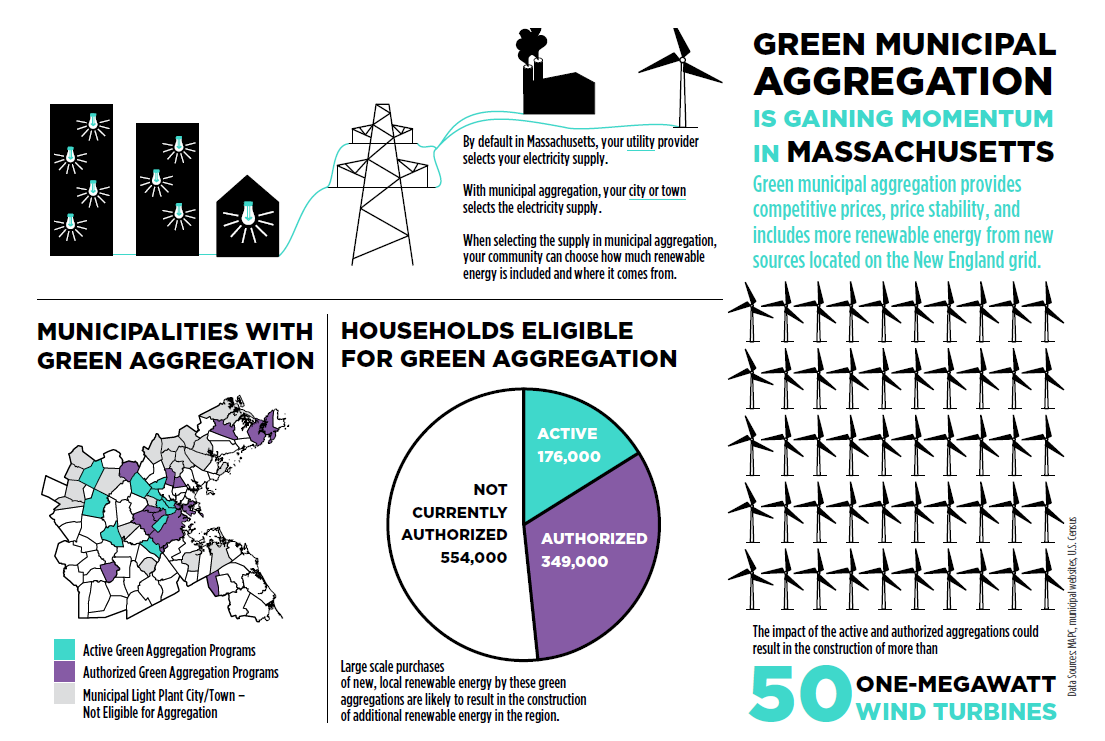 GREEN MUNICIPAL
AGGREGATION
IS GAINING MOMENTUM
IN MASSACHUSETTS
Green municipal aggregation provides
competitive prices, price stability, and
includes more renewable energy from new
sources located on the New England grid.
By default in Massachusetts, your utility provider
selects your electricity supply.
With municipal aggregation, your city or town
selects the electricity supply.
When selecting the supply in municipal aggregation,
your community can choose how much renewable
energy is included and where it comes from.
MUNICIPALITIES WITH
GREEN AGGREGATION
Active Green Aggregation Programs
Authorized Green Aggregation Programs
Municipal Light Plant City/Town –
Not Eligible for Aggregation
HOUSEHOLDS ELIGIBLE
FOR GREEN AGGREGATION
ACTIVE
176,000
NOT
CURRENTLY
AUTHORIZED
554,000
AUTHORIZED
349,000
Large scale purchases
of new, local renewable energy by these green
aggregations are likely to result in the construction
of additional renewable energy in the region.
The impact of the active and authorized aggregations could
result in the construction of more than
50 ONE-MEGAWATT
WIND TURBINES
Data Sources: MAPC, municipal websites, U.S. Census